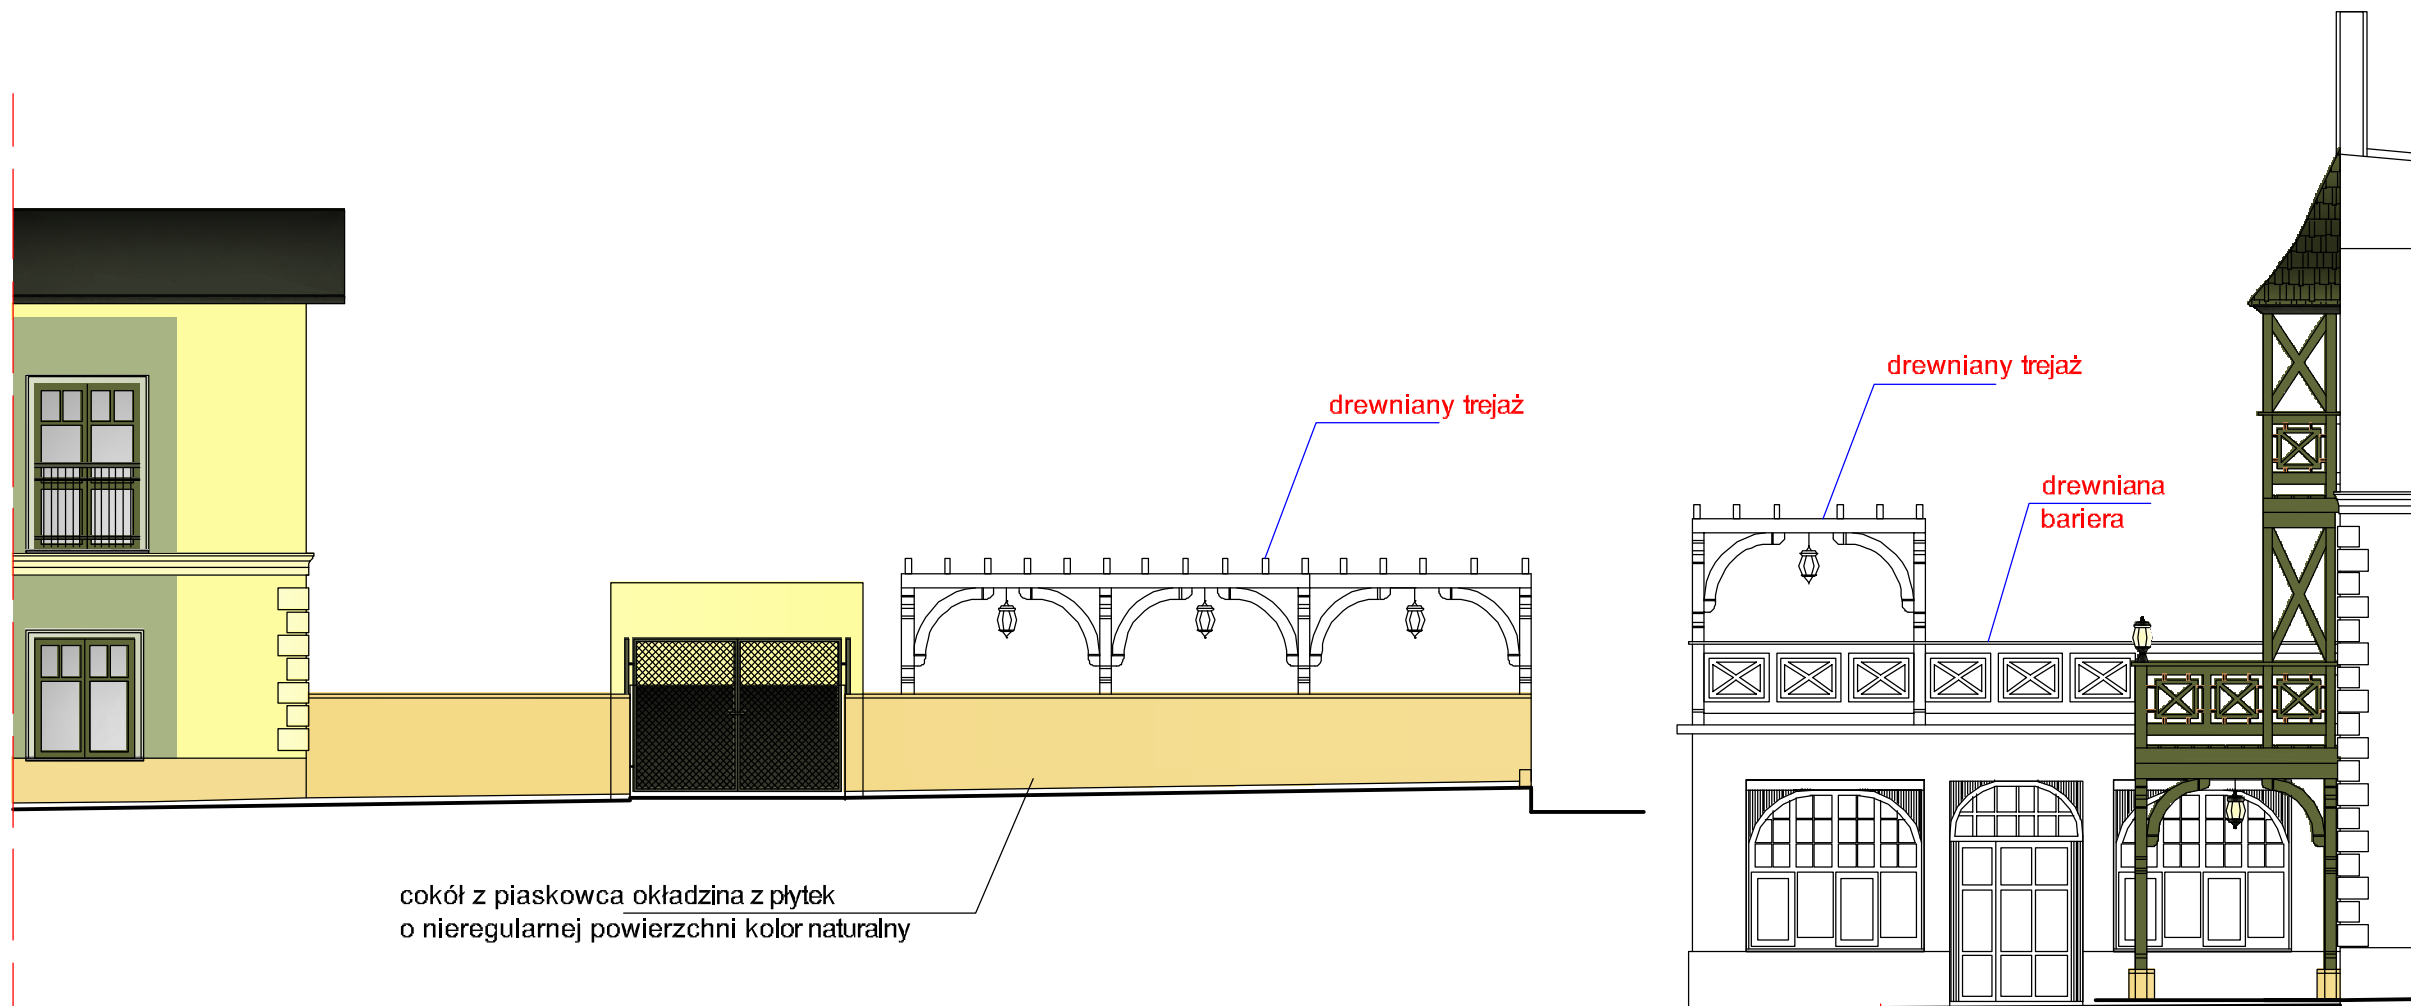 drewniany trejaż
drewniany trejaż
drewniana
bariera
cokół z piaskowca okładzina z płytek
o nieregularnej powierzchni kolor naturalny